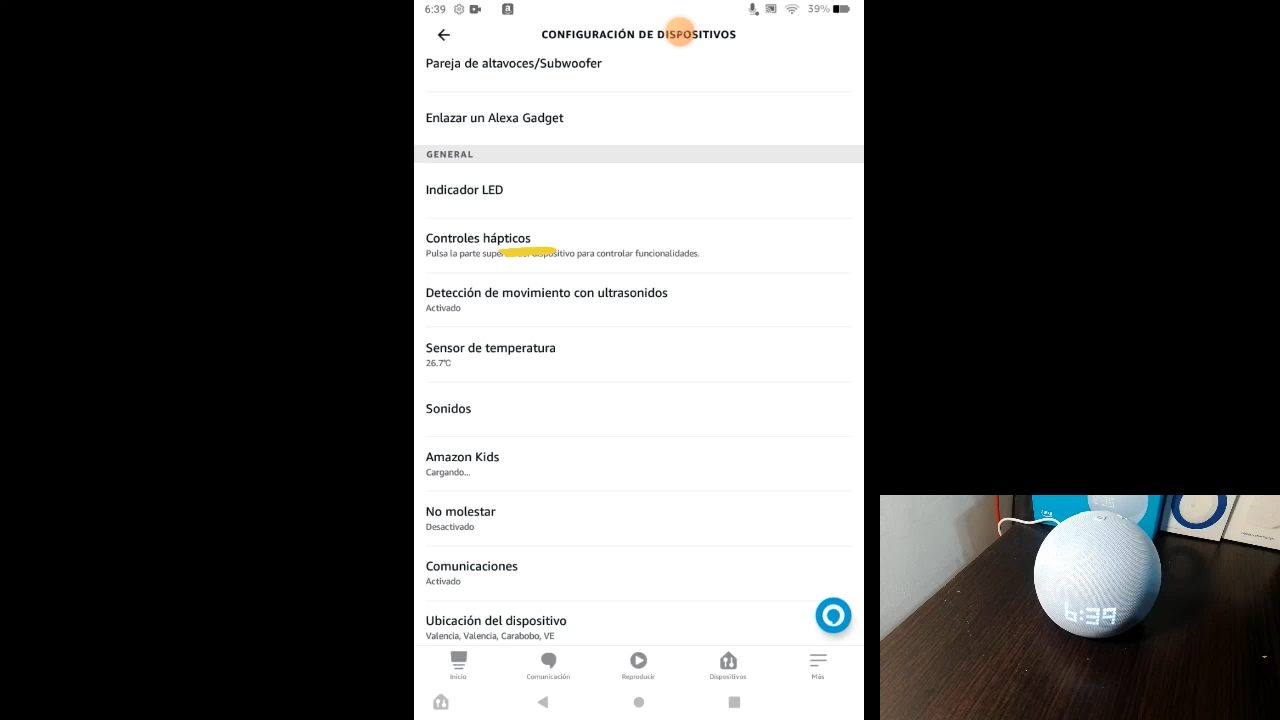 6:39
39%
CONFIGURACIÓN DE DISPOSITIVOS
Pareja de altavoces/Subwoofer
Enlazar un Alexa Gadget
GENERAL
Indicador LED
Controles hápticos
Pulsa la parte dispositivo para controlar funcionalidades.
Detección de movimiento con ultrasonidos
Activado
Sensor de temperatura
26.7°C
Sonidos
Amazon Kids
Cargando...
No molestar
Desactivado
Comunicaciones
Activado
Ubicación del dispositivo
Valencia, Valencia, Carabobo, VE
Inicio
Comunicación
Reproducir
Dispositivos
Más
6:39